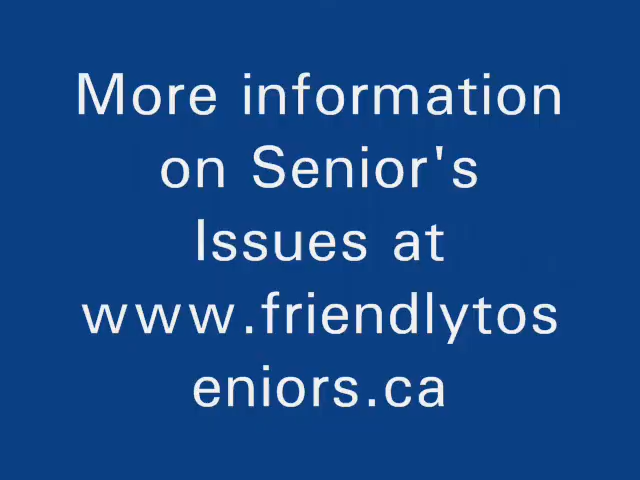 More information
on Senior's
Issues at
www.friendlytos
eniors.ca